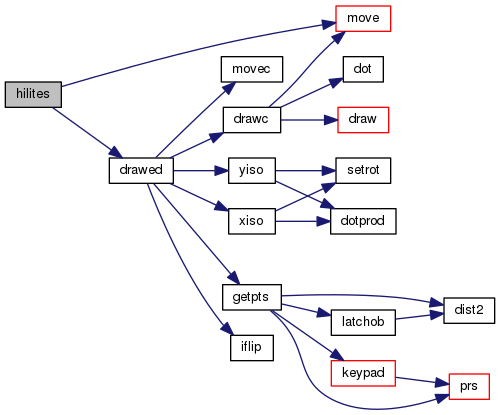 move
movec
dot
hilites
drawc
draw
drawed
yiso
setrot
xiso
dotprod
getpts
dist2
latchob
iflip
keypad
prs